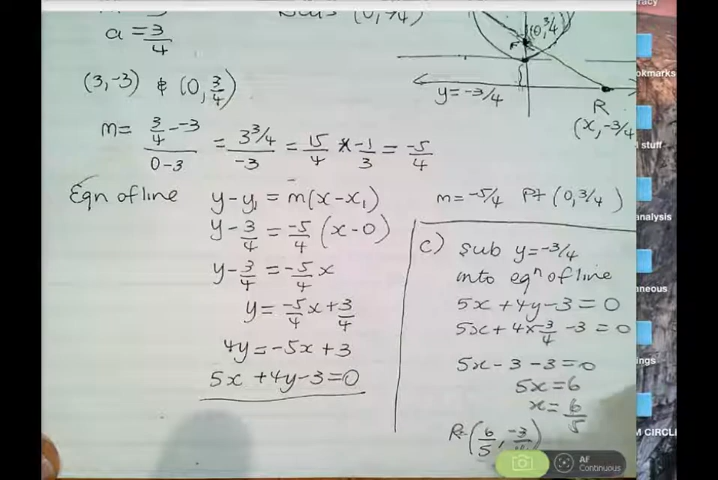 a = 3/4
(0, 3/4)
F
y = -3/4
R
(x, -3/4
(3, -3) & (0, 3/4)
m = (3/4 - -3)/(0-3) = (3 3/4)/(-3) = 15/4 × -1/3 = -5/4
Eqn of line y - y₁ = m(x - x₁) m = -5/4 Pt (0, 3/4)
y - 3/4 = -5/4 (x - 0)
y - 3/4 = -5/4 x
y = -5/4 x + 3/4
4y = -5x + 3
5x + 4y - 3 = 0
c) sub y = -3/4
into eqⁿ of line
5x + 4y - 3 = 0
5x + 4 × -3/4 - 3 = 0
5x - 3 - 3 = 0
5x = 6
x = 6/5
R = (6/5, -3/
okmarks
stuff
analysis
neous
ngs
M CIRCL
AF
Continuous